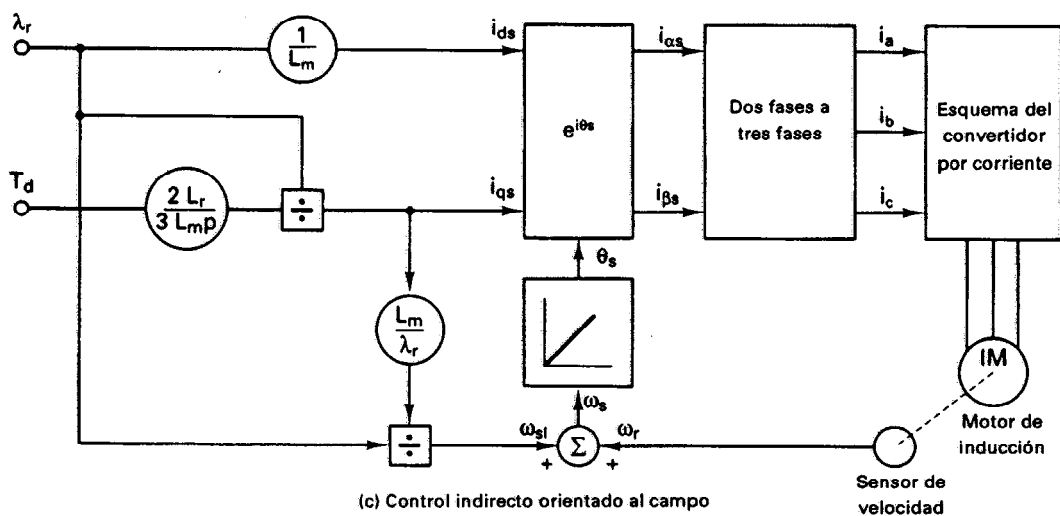 λr
1
Lm
ids
iαs
ia
Dos fases a
tres fases
Esquema del
convertidor
por corriente
eiθs
ib
Td
2 Lr
3 Lmp
÷
iqs
iβs
ic
θs
Lm
λr
IM
ωs
Motor de
inducción
÷
ωsl
+
Σ
+
ωr
Sensor de
velocidad
(c) Control indirecto orientado al campo